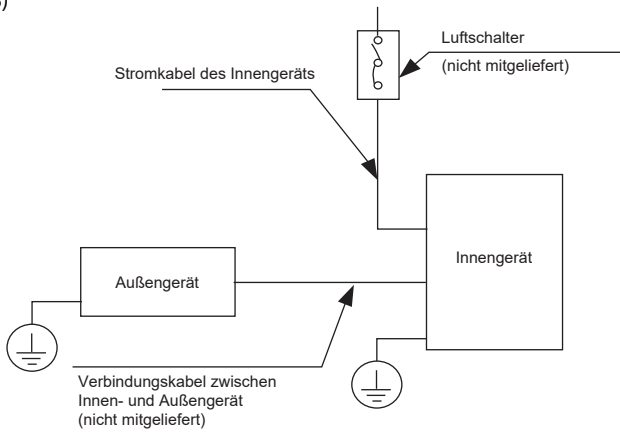 )
Luftschalter
(nicht mitgeliefert)
Stromkabel des Innengeräts
Innengerät
Außengerät
Verbindungskabel zwischen
Innen- und Außengerät
(nicht mitgeliefert)